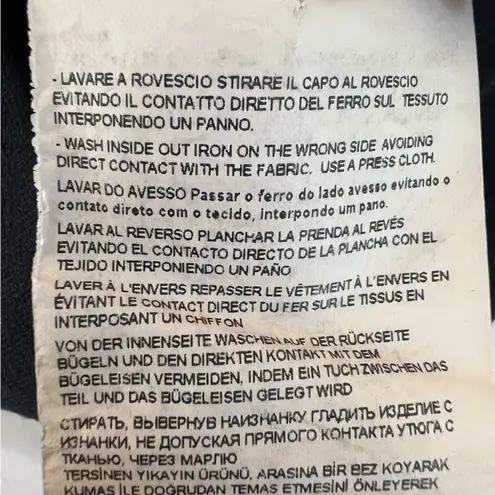 - LAVARE A ROVESCIO STIRARE IL CAPO AL ROVESCIO
EVITANDO IL CONTATTO DIRETTO DEL FERRO SUL TESSUTO
INTERPONENDO UN PANNO.
- WASH INSIDE OUT IRON ON THE WRONG SIDE AVOIDING
DIRECT CONTACT WITH THE FABRIC. USE A PRESS CLOTH.
LAVAR DO AVESSO Passar o ferro do lado avesso evitando o
contato direto com o tecido, interpondo um pano.
LAVAR AL REVERSO PLANCHAR LA PRENDA AL REVÉS
EVITANDO EL CONTACTO DIRECTO DE LA PLANCHA CON EL
TEJIDO INTERPONIENDO UN PAÑO
LAVER À L'ENVERS REPASSER LE VÊTEMENT À L'ENVERS EN
ÉVITANT LE CONTACT DIRECT DU FER SUR LE TISSUS EN
INTERPOSANT UN CHIFFON
VON DER INNENSEITE WASCHEN AUF DER RÜCKSEITE
BÜGELN UND DEN DIREKTEN KONTAKT MIT DEM
BÜGELEISEN VERMEIDEN, INDEM EIN TUCH ZWISCHEN DAS
TEIL UND DAS BÜGELEISEN GELEGT WIRD
СТИРАТЬ, ВЫВЕРНУВ НАИЗНАНКУ ГЛАДИТЬ ИЗДЕЛИЕ С
ИЗНАНКИ, НЕ ДОПУСКАЯ ПРЯМОГО КОНТАКТА УТЮГА С
ТКАНЬЮ, ЧЕРЕЗ МАРЛЮ
TERSİNEN YIKAYIN ÜRÜNÜ, ARASINA BİR BEZ KOYARAK
KUMAŞ İLE DOĞRUDAN TEMAS ETMESİNİ ÖNLEYEREK